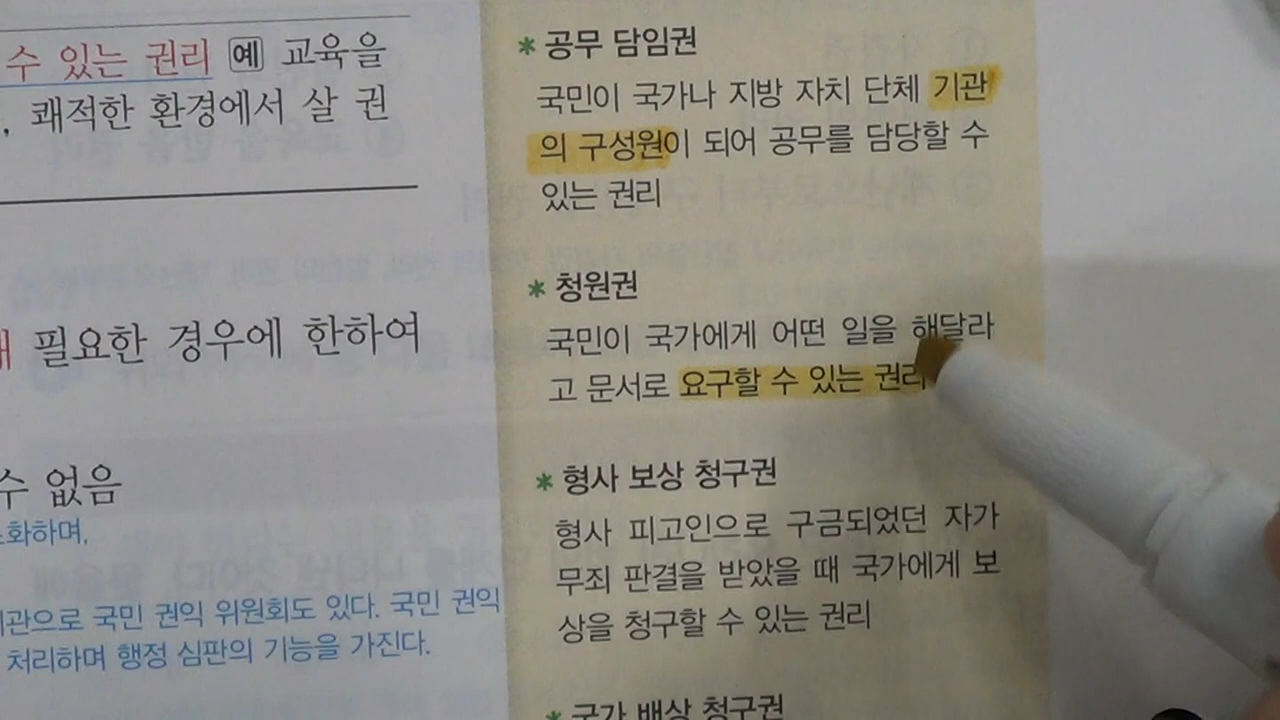 수 있는 권리 예 교육을
, 쾌적한 환경에서 살 권
필요한 경우에 한하여
수 없음
화하며,
관으로 국민 권익 위원회도 있다. 국민 권익
처리하며 행정 심판의 기능을 가진다.
* 공무 담임권
국민이 국가나 지방 자치 단체 기관
의 구성원이 되어 공무를 담당할 수
있는 권리
* 청원권
국민이 국가에게 어떤 일을 해달라
고 문서로 요구할 수 있는 권리
* 형사 보상 청구권
형사 피고인으로 구금되었던 자가
무죄 판결을 받았을 때 국가에게 보
상을 청구할 수 있는 권리
* 국가 배상 청구권